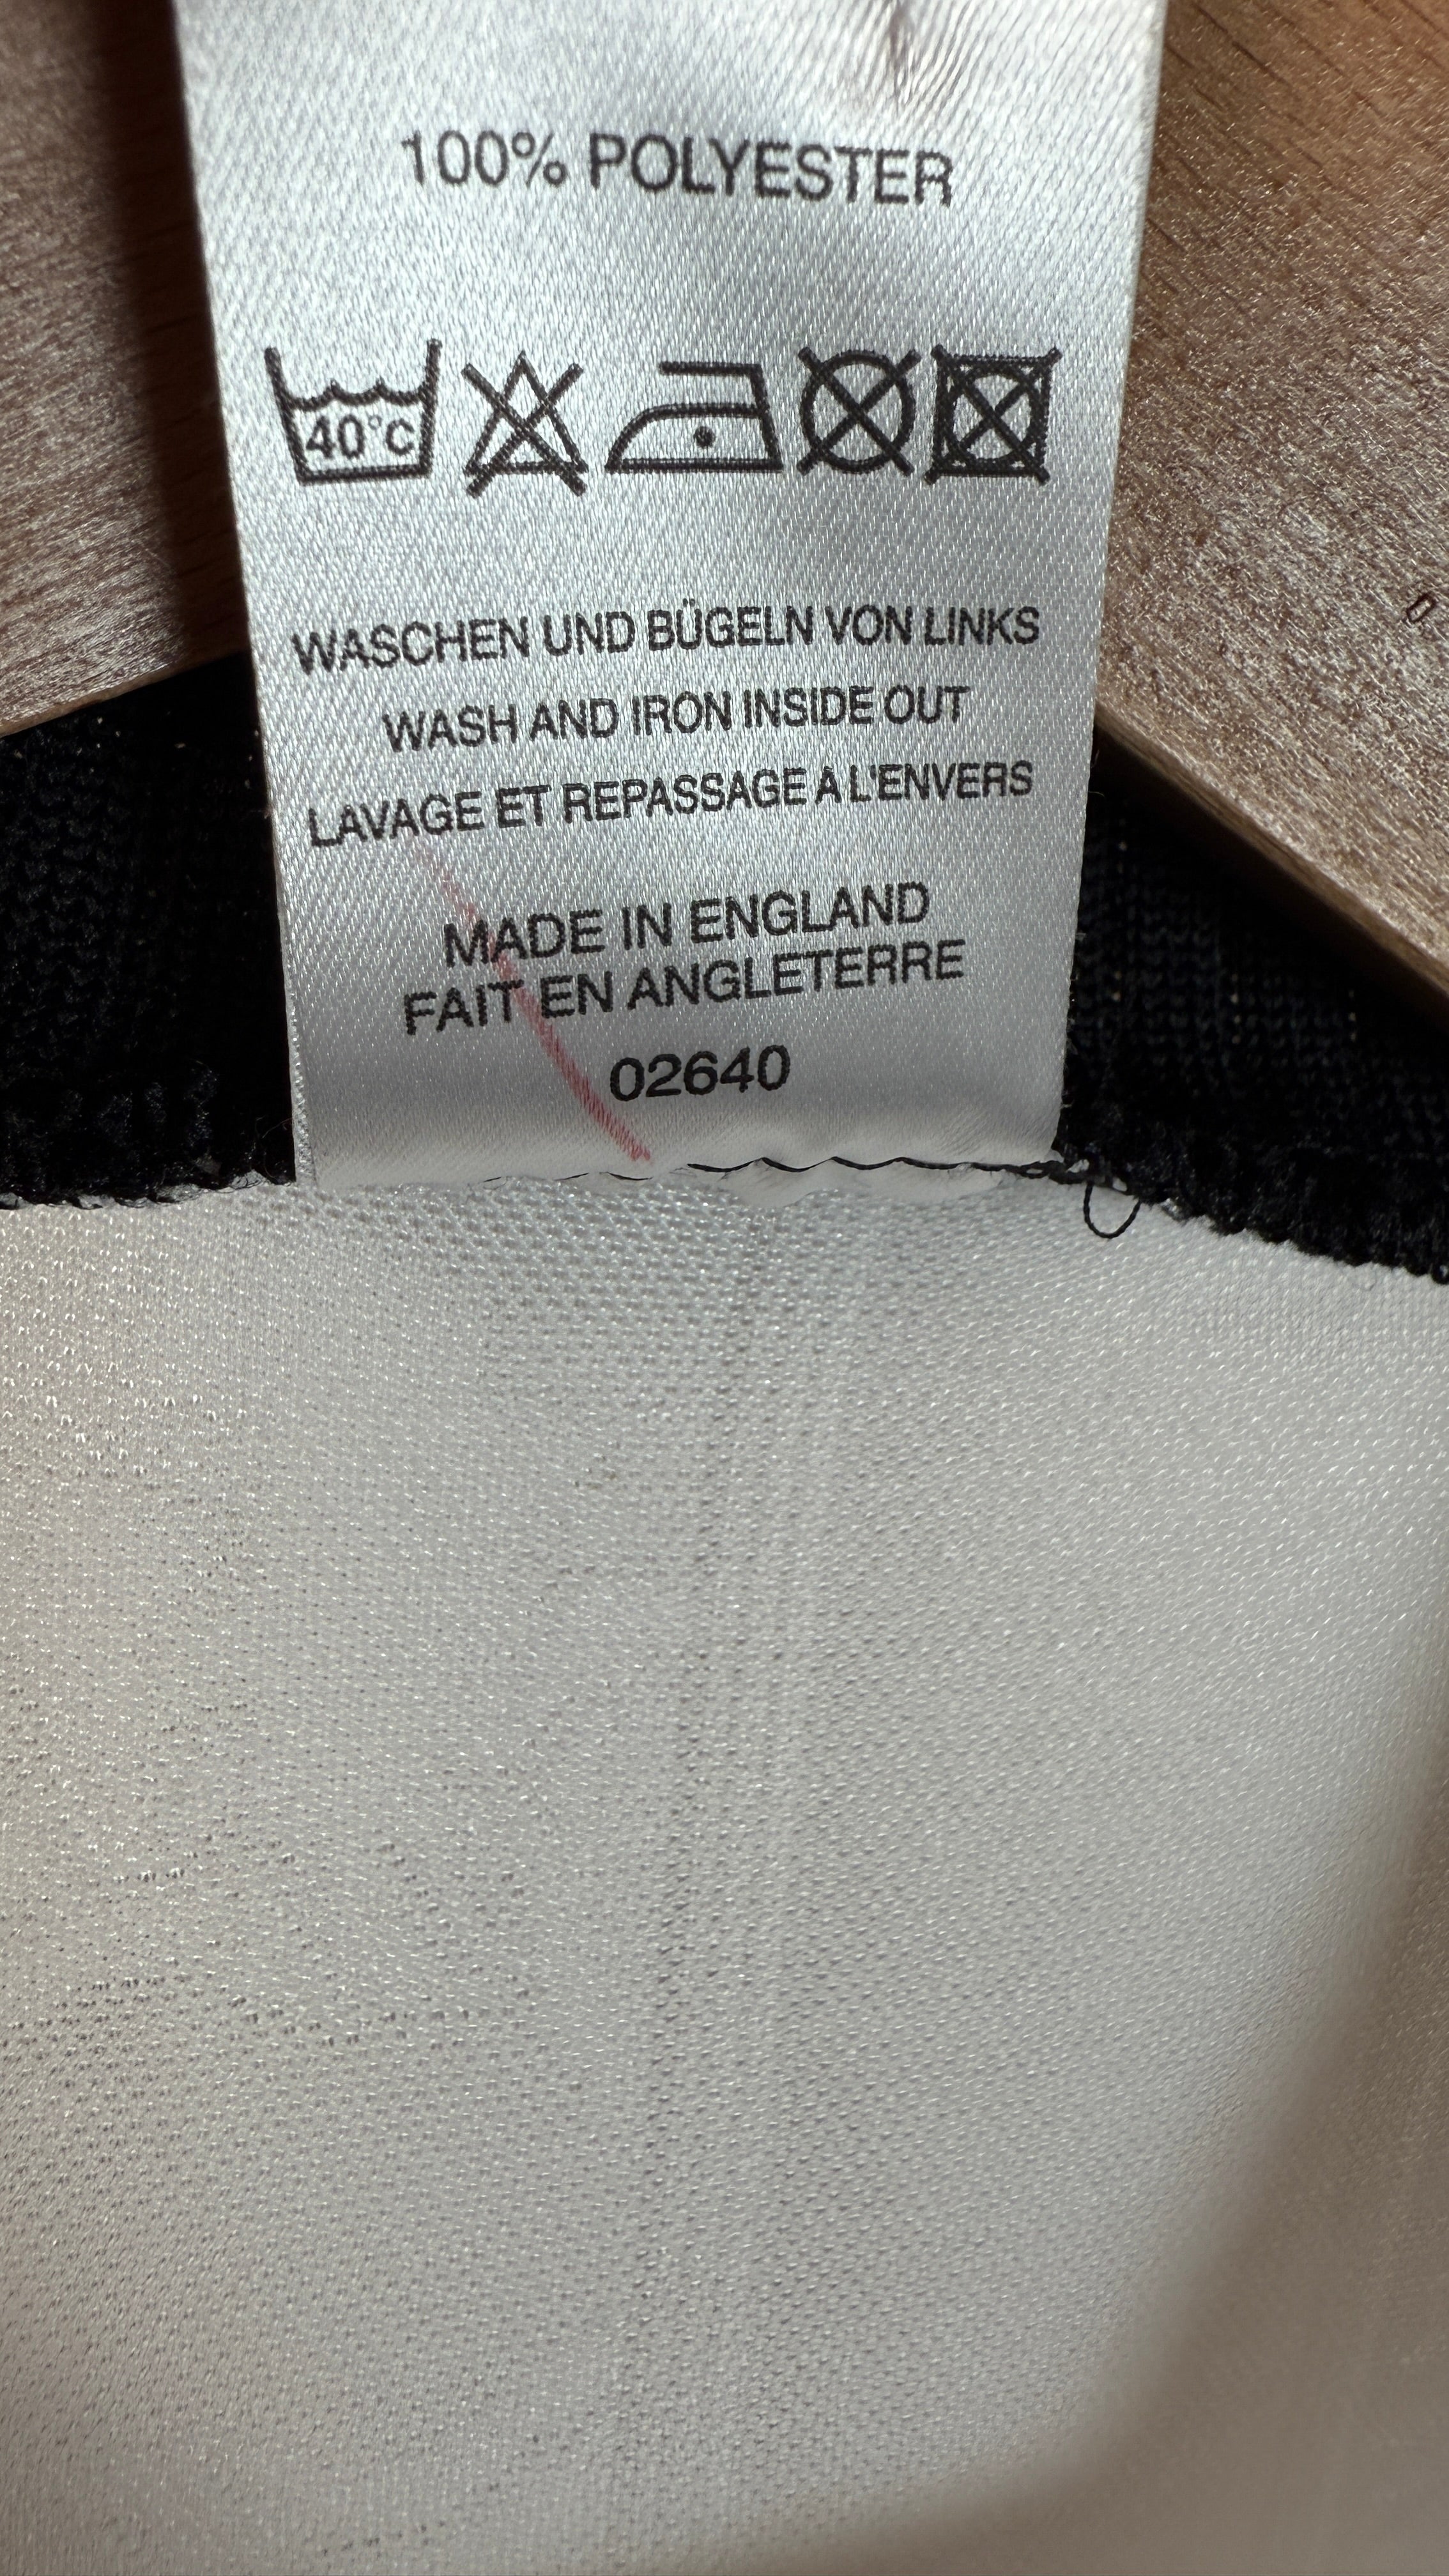 100% POLYESTER
40°C
WASCHEN UND BÜGELN VON LINKS
WASH AND IRON INSIDE OUT
LAVAGE ET REPASSAGE À L'ENVERS
MADE IN ENGLAND
FAIT EN ANGLETERRE
02640